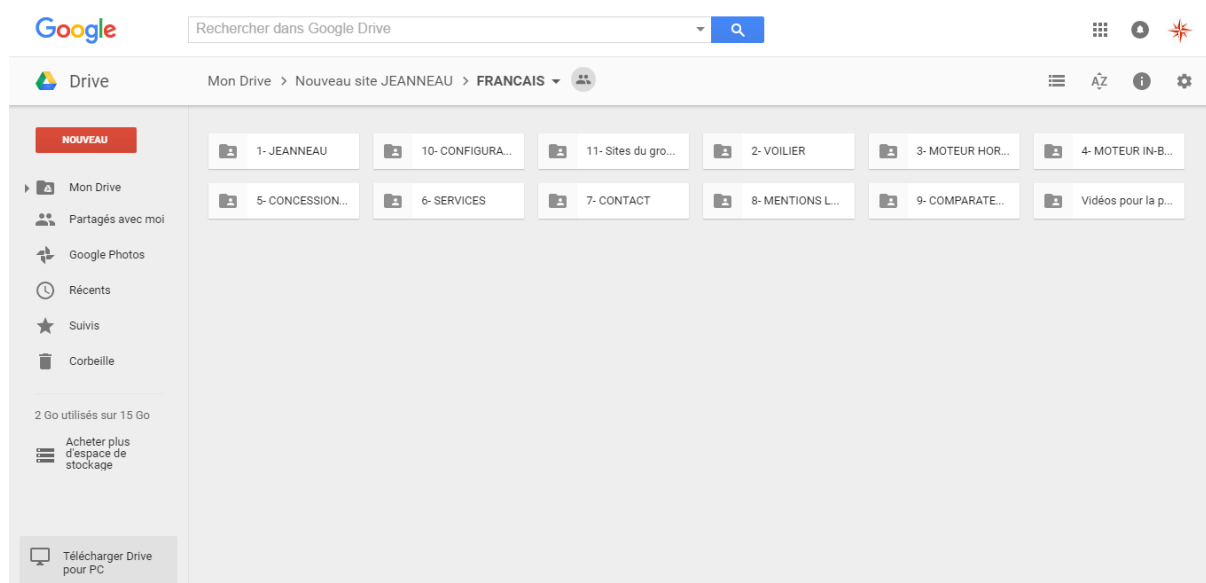 Google
Rechercher dans Google Drive
Drive
Mon Drive > Nouveau site JEANNEAU > FRANCAIS
AZ
NOUVEAU
Mon Drive
Partagés avec moi
Google Photos
Récents
Suivis
Corbeille
2 Go utilisés sur 15 Go
Acheter plus
d'espace de
stockage
Télécharger Drive
pour PC
1- JEANNEAU
10- CONFIGURA...
11- Sites du gro...
2- VOILIER
3- MOTEUR HOR...
4- MOTEUR IN-B...
5- CONCESSION...
6- SERVICES
7- CONTACT
8- MENTIONS L...
9- COMPARATE...
Vidéos pour la p...